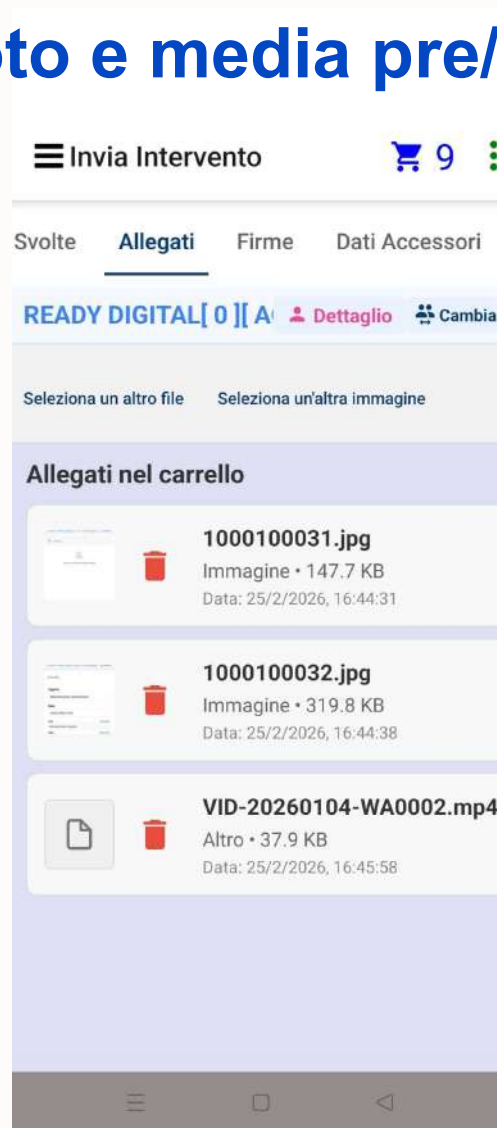 to e media pre/
Invia Intervento 9
Svolte Allegati Firme Dati Accessori
READY DIGITAL[ 0 ][ A Dettaglio Cambia
Seleziona un altro file Seleziona un'altra immagine
Allegati nel carrello
1000100031.jpg
Immagine • 147.7 KB
Data: 25/2/2026, 16:44:31
1000100032.jpg
Immagine • 319.8 KB
Data: 25/2/2026, 16:44:38
VID-20260104-WA0002.mp4
Altro • 37.9 KB
Data: 25/2/2026, 16:45:58